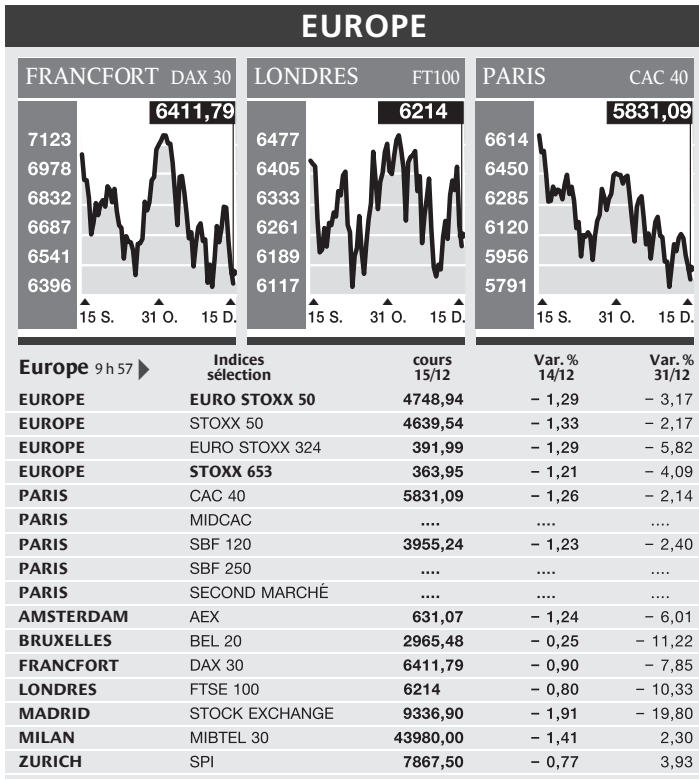 EUROPE
FRANCFORT DAX 30
6411,79
7123
6978
6832
6687
6541
6396
15 S. 31 O. 15 D.
LONDRES FT100
6214
6477
6405
6333
6261
6189
6117
15 S. 31 O. 15 D.
PARIS CAC 40
5831,09
6614
6450
6285
6120
5956
5791
15 S. 31 O. 15 D.
Europe 9 h 57 Indices sélection cours 15/12 Var. % 14/12 Var. % 31/12
EUROPE EURO STOXX 50 4748,94 – 1,29 – 3,17
EUROPE STOXX 50 4639,54 – 1,33 – 2,17
EUROPE EURO STOXX 324 391,99 – 1,29 – 5,82
EUROPE STOXX 653 363,95 – 1,21 – 4,09
PARIS CAC 40 5831,09 – 1,26 – 2,14
PARIS MIDCAC .... .... ....
PARIS SBF 120 3955,24 – 1,23 – 2,40
PARIS SBF 250 .... .... ....
PARIS SECOND MARCHÉ .... .... ....
AMSTERDAM AEX 631,07 – 1,24 – 6,01
BRUXELLES BEL 20 2965,48 – 0,25 – 11,22
FRANCFORT DAX 30 6411,79 – 0,90 – 7,85
LONDRES FTSE 100 6214 – 0,80 – 10,33
MADRID STOCK EXCHANGE 9336,90 – 1,91 – 19,80
MILAN MIBTEL 30 43980,00 – 1,41 2,30
ZURICH SPI 7867,50 – 0,77 3,93